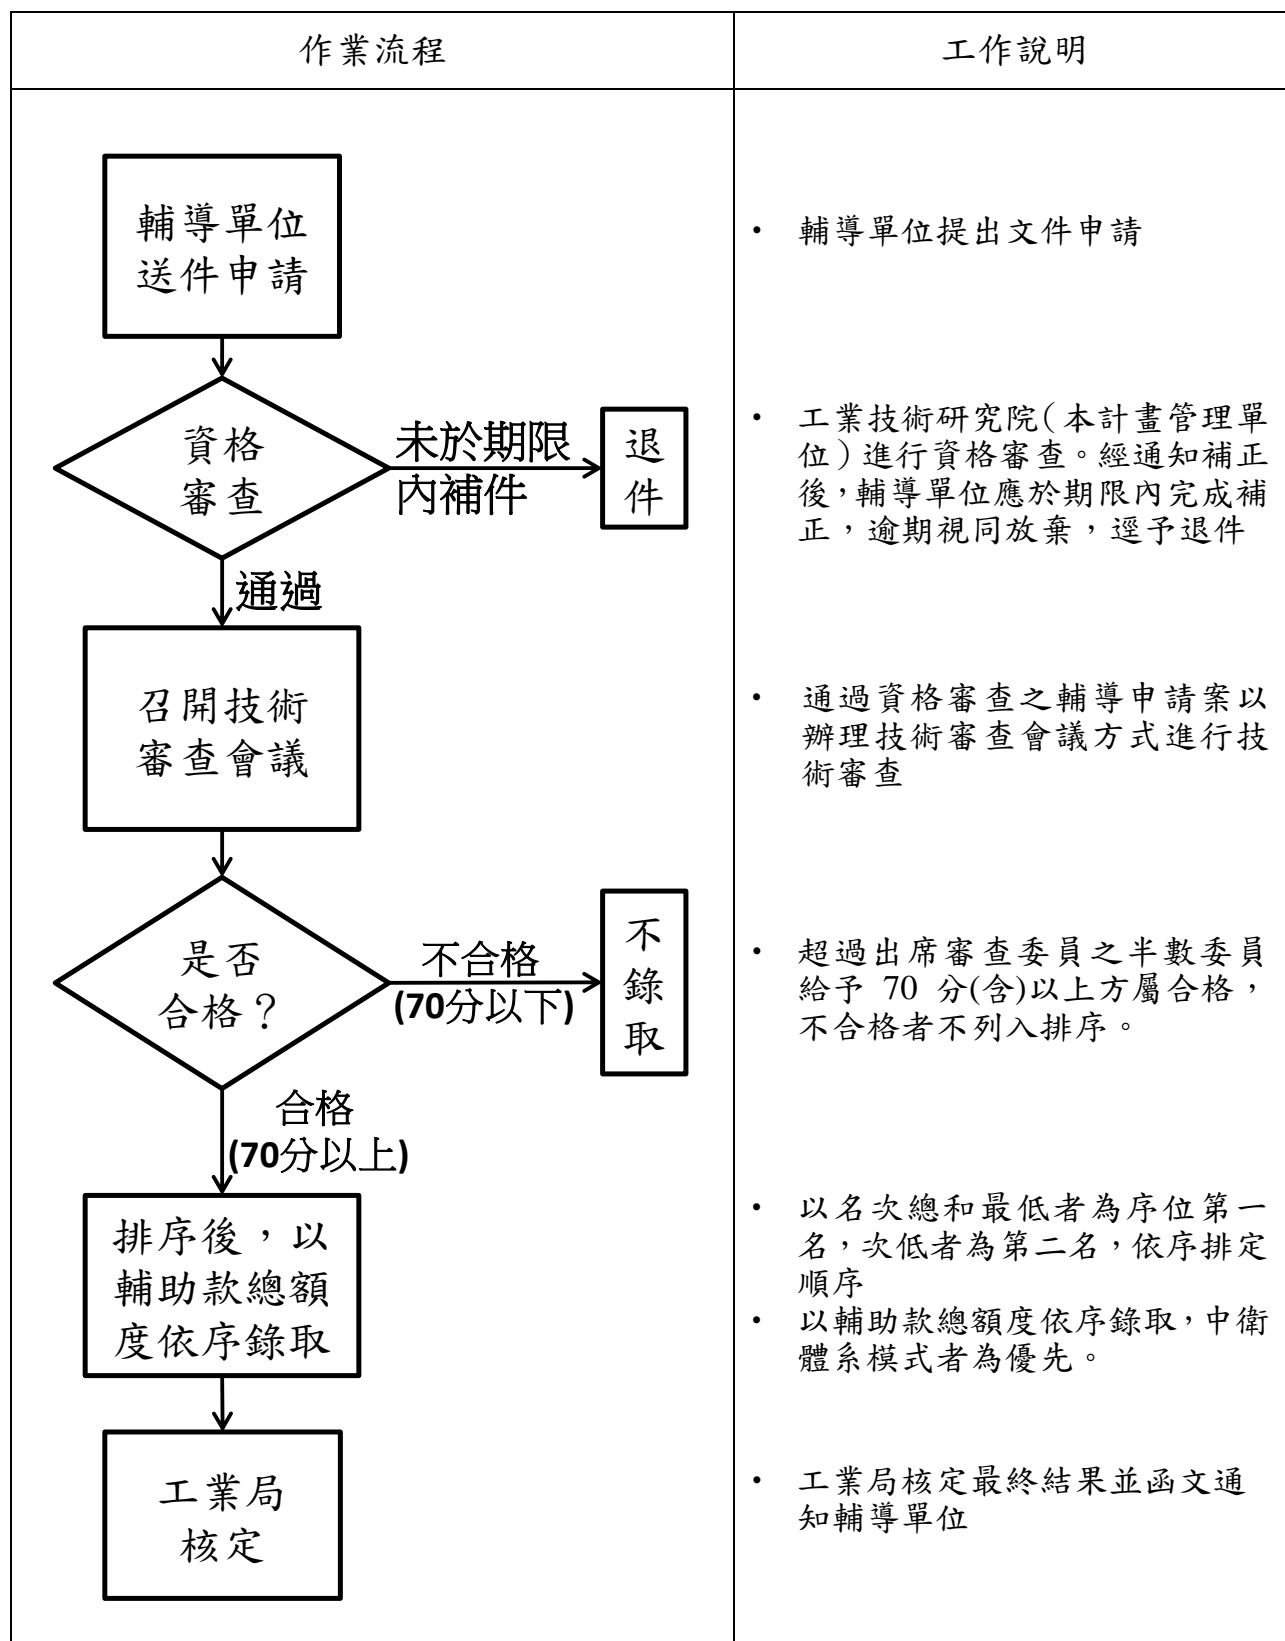 作業流程
工作說明
輔導單位
送件申請
• 輔導單位提出文件申請
資格
審查
未於期限
內補件
退
件
• 工業技術研究院(本計畫管理單
位)進行資格審查。經通知補正
後,輔導單位應於期限內完成補
正,逾期視同放棄,逕予退件
通過
召開技術
審查會議
• 通過資格審查之輔導申請案以
辦理技術審查會議方式進行技
術審查
是否
合格?
不合格
(70分以下)
不
錄
取
• 超過出席審查委員之半數委員
給予 70 分(含)以上方屬合格,
不合格者不列入排序。
合格
(70分以上)
排序後,以
輔助款總額
度依序錄取
• 以名次總和最低者為序位第一
名,次低者為第二名,依序排定
順序
• 以輔助款總額度依序錄取,中衛
體系模式者為優先。
工業局
核定
• 工業局核定最終結果並函文通
知輔導單位